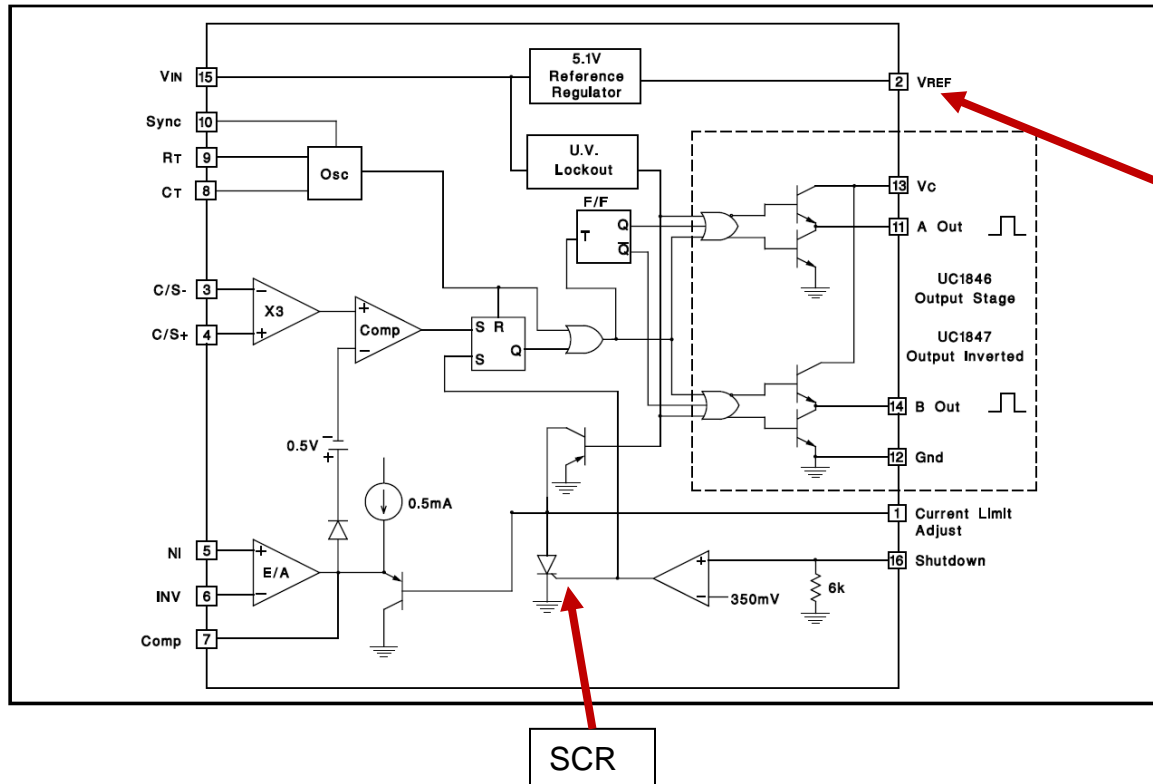 5.1V
Reference
Regulator
VIN 15
2 VREF
Sync 10
RT 9
CT 8
Osc
U.V.
Lockout
F/F
T
Q
Q̅
13 VC
11 A Out
UC1846
Output Stage
UC1847
Output Inverted
14 B Out
12 Gnd
C/S- 3
C/S+ 4
−
X3
+
+
Comp
−
S R
S Q
0.5V
−
+
0.5mA
1 Current Limit
Adjust
16 Shutdown
NI 5
INV 6
Comp 7
+
E/A
−
+
−
350mV
6k
SCR